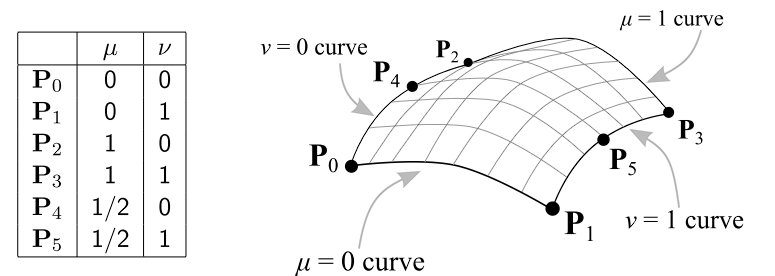 μ ν
P₀ 0 0
P₁ 0 1
P₂ 1 0
P₃ 1 1
P₄ 1/2 0
P₅ 1/2 1
μ = 1 curve
ν = 0 curve
P₂
P₄
P₃
P₀
P₅
P₁
ν = 1 curve
μ = 0 curve